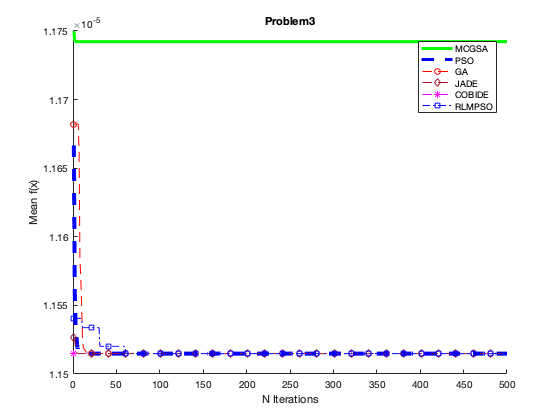 Problem3
×10-5
1.175
1.17
1.165
1.16
1.155
1.15
Mean f(x)
0 50 100 150 200 250 300 350 400 450 500
N Iterations
MCGSA
PSO
GA
JADE
COBIDE
RLMPSO